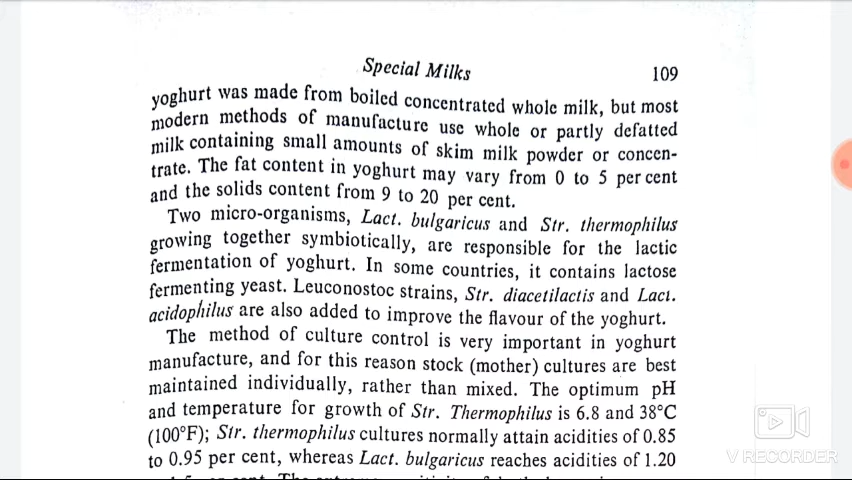 Special Milks 109
yoghurt was made from boiled concentrated whole milk, but most
modern methods of manufacture use whole or partly defatted
milk containing small amounts of skim milk powder or concen-
trate. The fat content in yoghurt may vary from 0 to 5 per cent
and the solids content from 9 to 20 per cent.
Two micro-organisms, Lact. bulgaricus and Str. thermophilus
growing together symbiotically, are responsible for the lactic
fermentation of yoghurt. In some countries, it contains lactose
fermenting yeast. Leuconostoc strains, Str. diacetilactis and Lact.
acidophilus are also added to improve the flavour of the yoghurt.
The method of culture control is very important in yoghurt
manufacture, and for this reason stock (mother) cultures are best
maintained individually, rather than mixed. The optimum pH
and temperature for growth of Str. Thermophilus is 6.8 and 38°C
(100°F); Str. thermophilus cultures normally attain acidities of 0.85
to 0.95 per cent, whereas Lact. bulgaricus reaches acidities of 1.20
V RECORDER